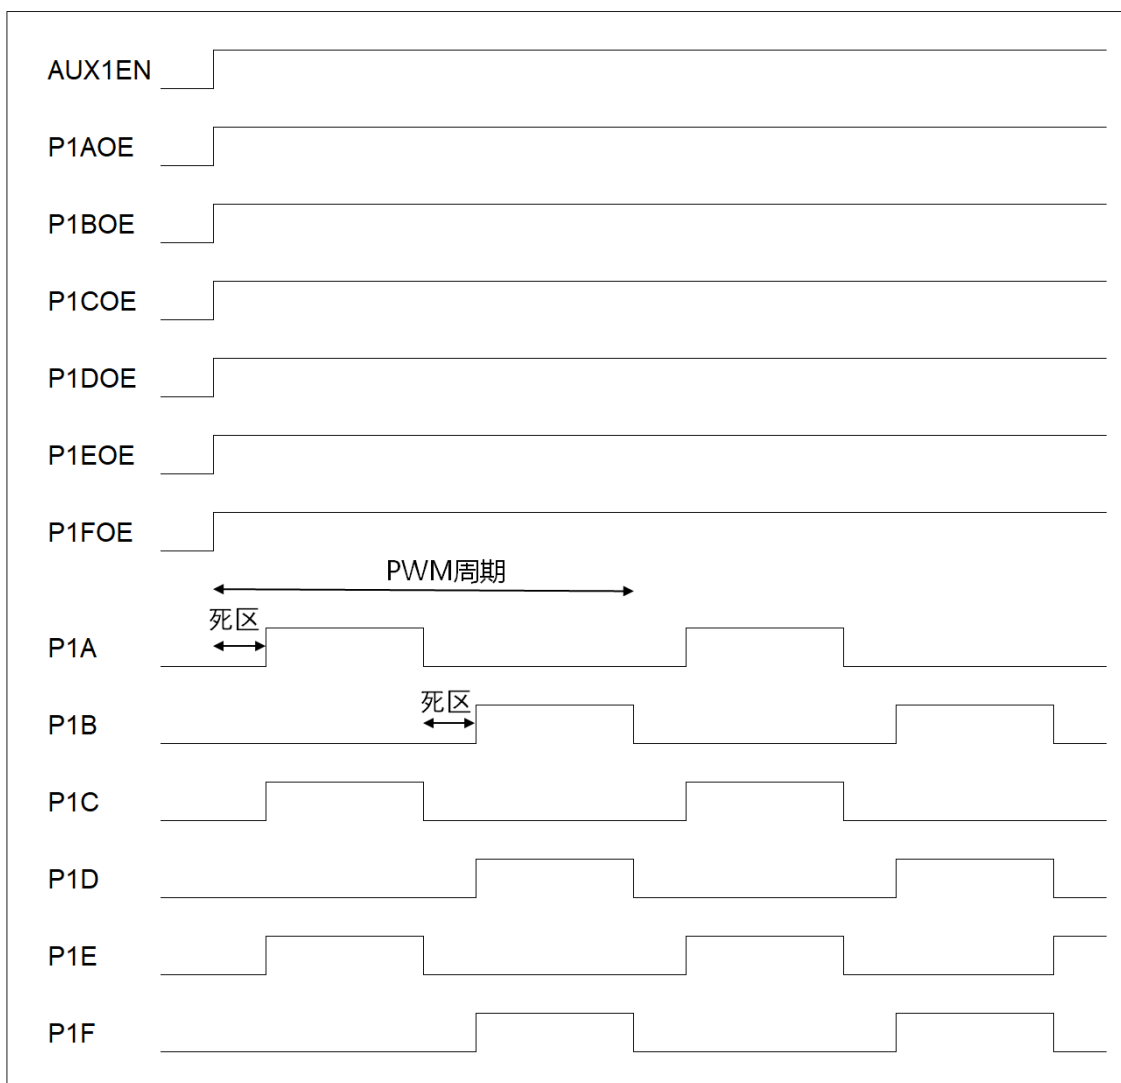 AUX1EN
P1AOE
P1BOE
P1COE
P1DOE
P1EOE
P1FOE
PWM周期
死区
P1A
死区
P1B
P1C
P1D
P1E
P1F